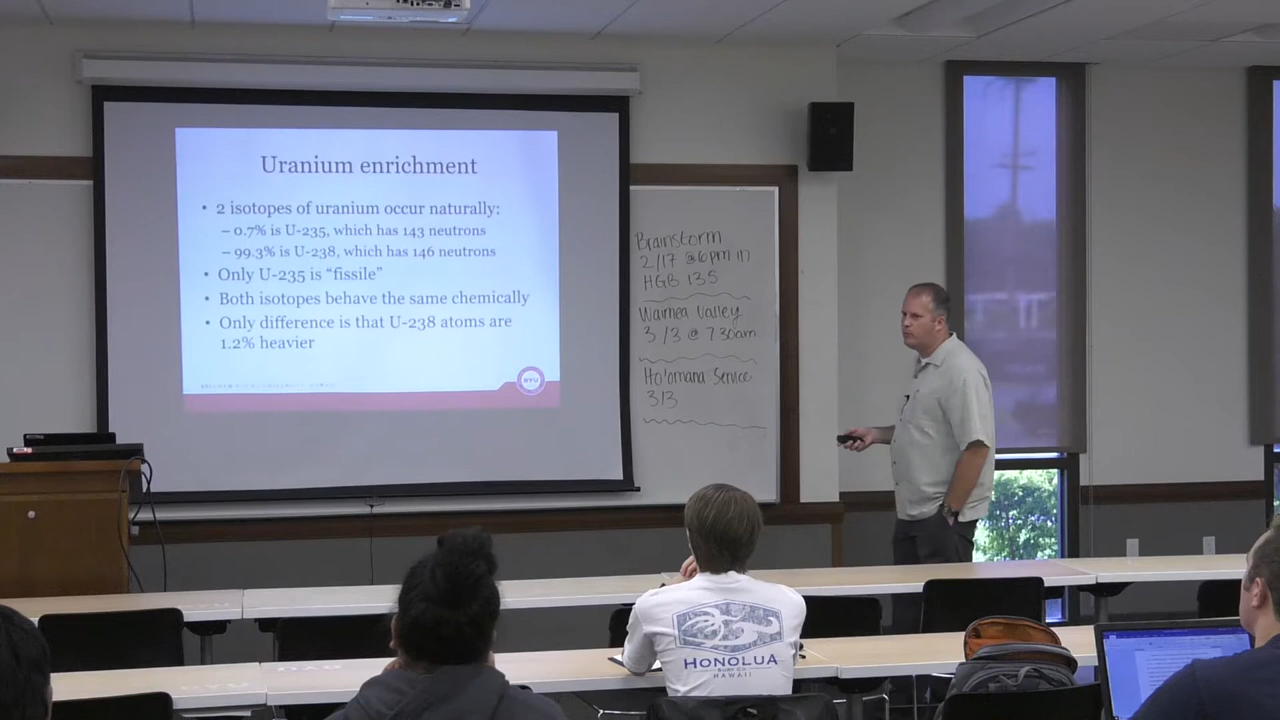 Uranium enrichment
• 2 isotopes of uranium occur naturally:
– 0.7% is U-235, which has 143 neutrons
– 99.3% is U-238, which has 146 neutrons
• Only U-235 is “fissile”
• Both isotopes behave the same chemically
• Only difference is that U-238 atoms are
1.2% heavier
BYU
Brainstorm
2/17 @ 6pm in
HGB 135
Waimea Valley
3/3 @ 7:30am
Ho'omana Service
3/3
HONOLUA
SURF CO
HAWAII